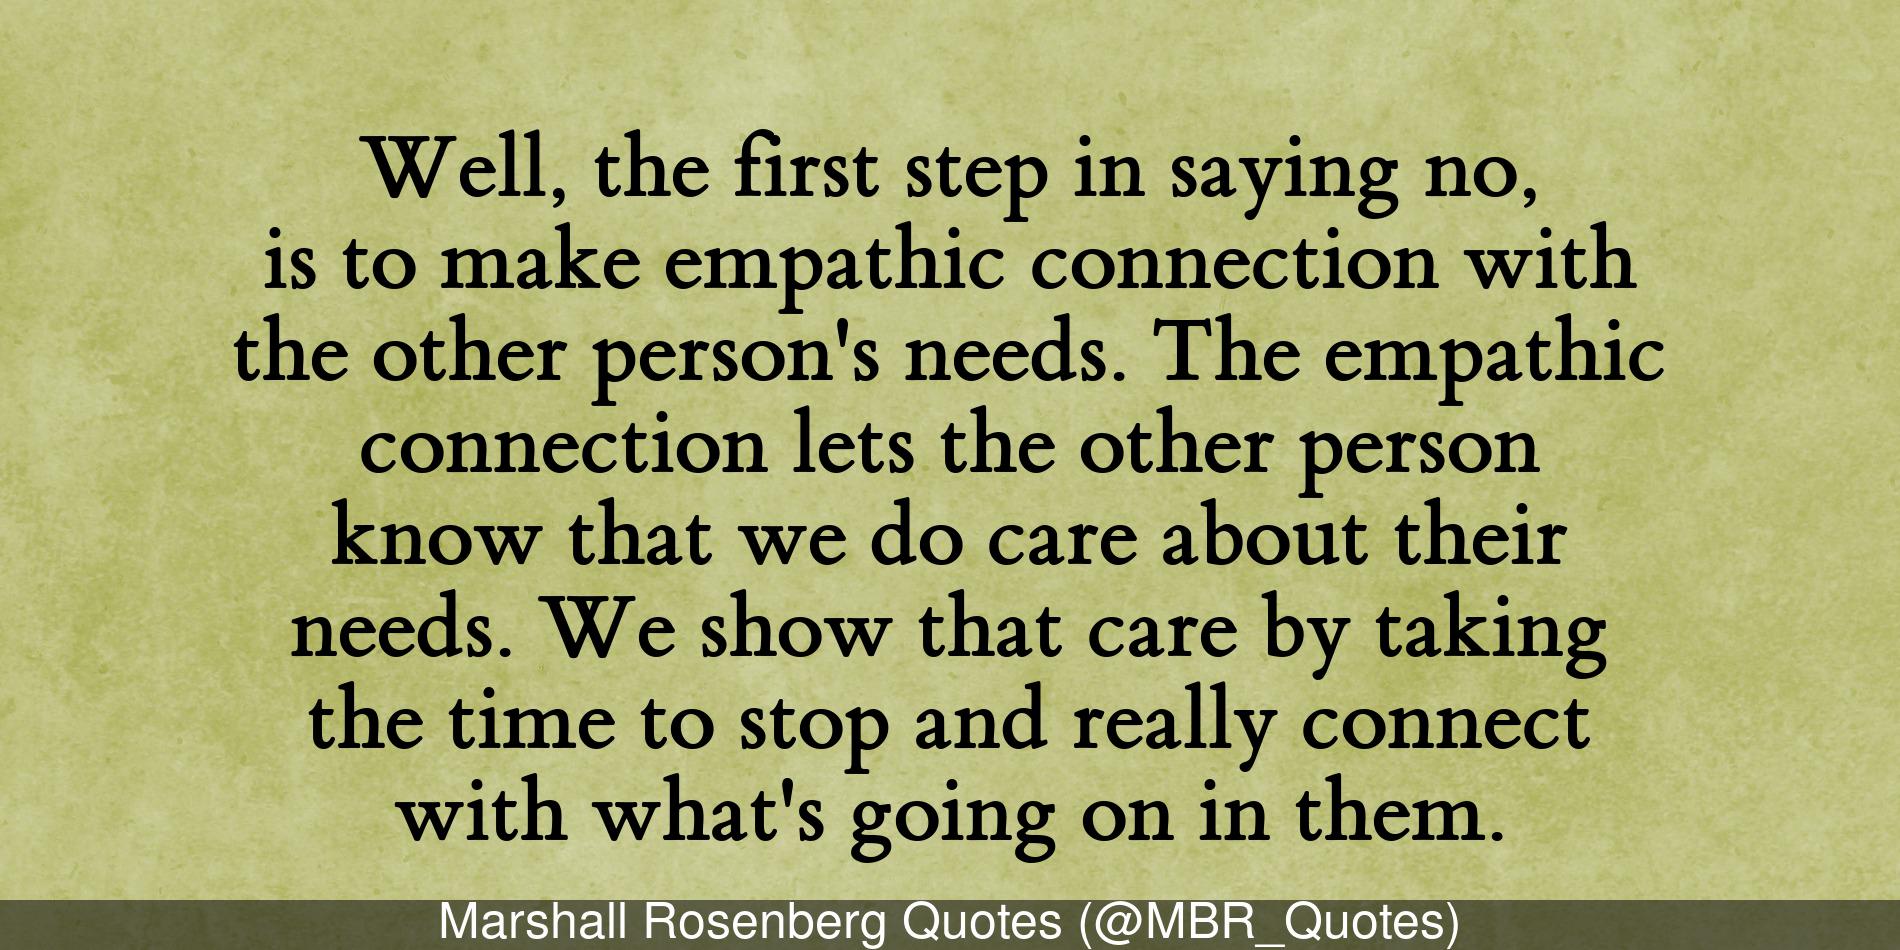 Well, the first step in saying no,
is to make empathic connection with
the other person's needs. The empathic
connection lets the other person
know that we do care about their
needs. We show that care by taking
the time to stop and really connect
with what's going on in them.
Marshall Rosenberg Quotes (@MBR_Quotes)